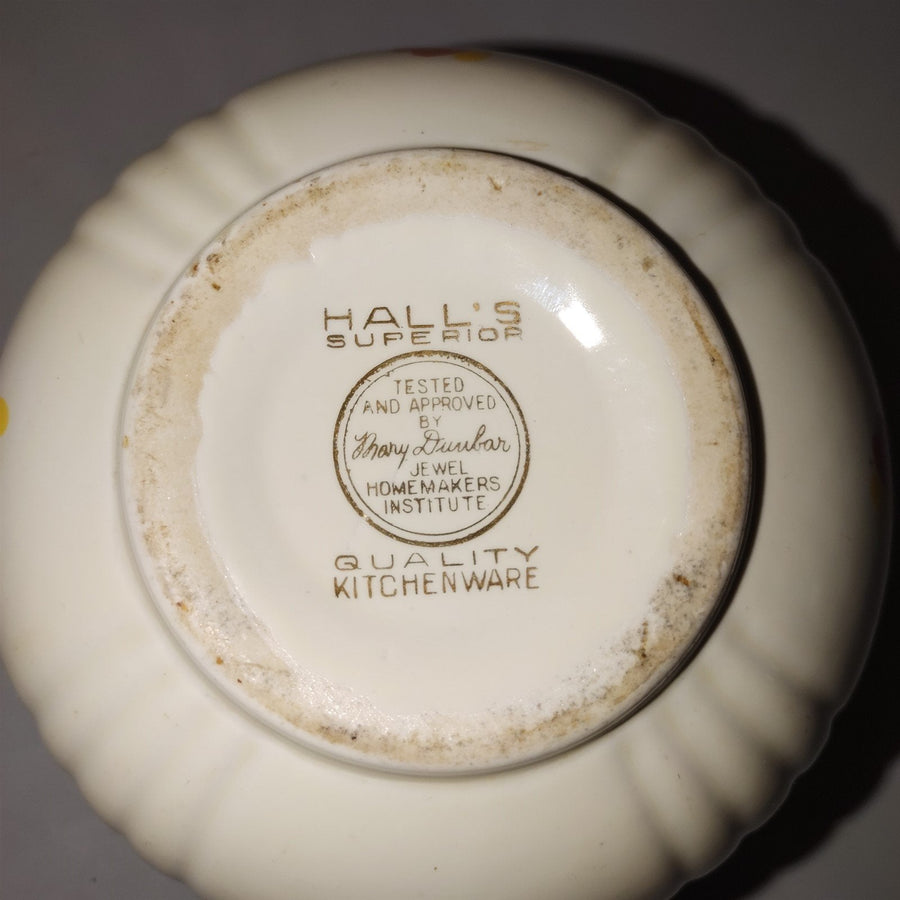 HALL'S
SUPERIOR
TESTED
AND APPROVED
BY
Mary Dunbar
JEWEL
HOMEMAKERS
INSTITUTE
QUALITY
KITCHENWARE